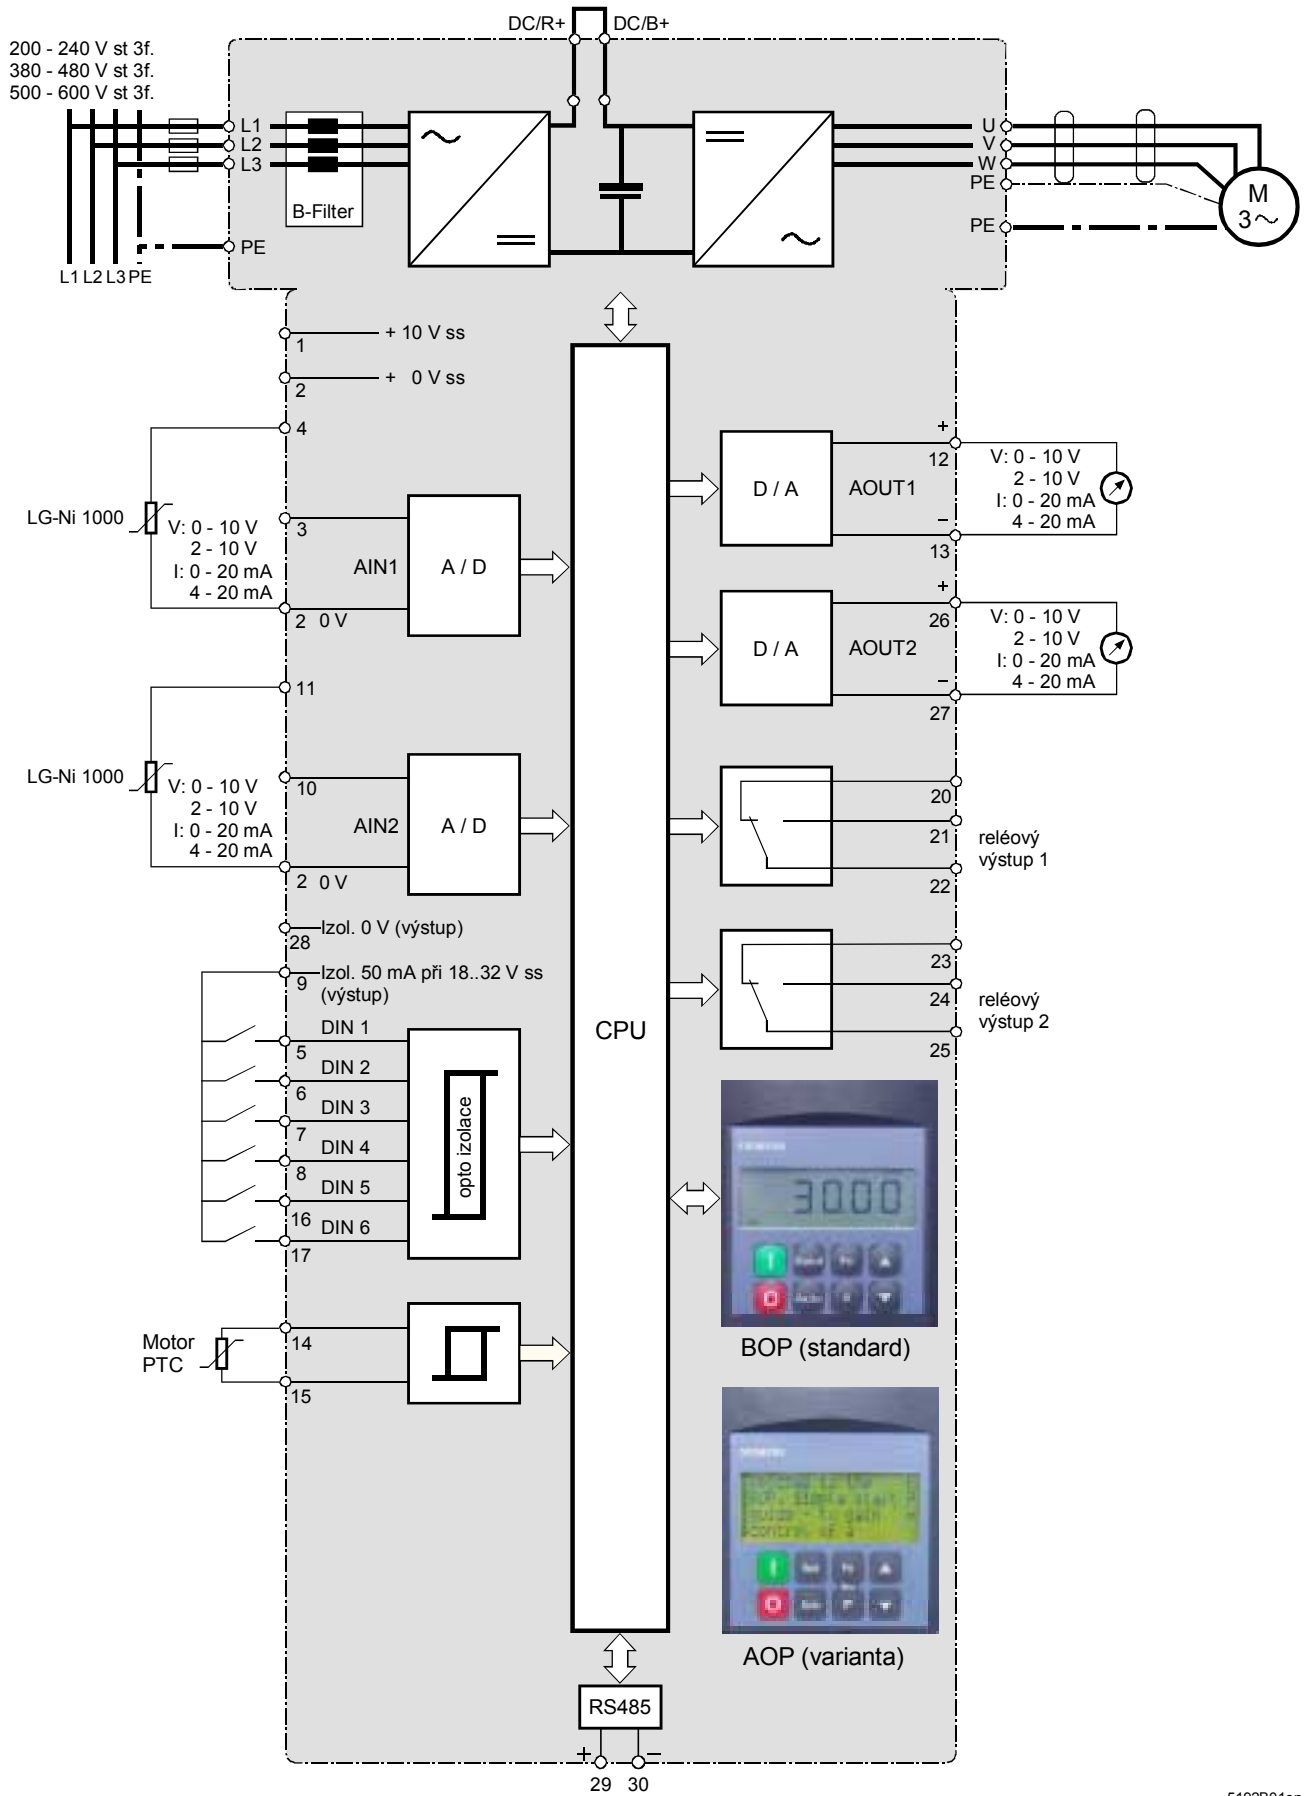 DC/R+ DC/B+
200 - 240 V st 3f.
380 - 480 V st 3f.
500 - 600 V st 3f.
L1
L2
L3
B-Filter
PE
L1 L2 L3 PE
U
V
W
PE
PE
M
3
1
+ 10 V ss
2
+ 0 V ss
4
LG-Ni 1000
V: 0 - 10 V
2 - 10 V
I: 0 - 20 mA
4 - 20 mA
3
AIN1
A / D
2 0 V
11
LG-Ni 1000
V: 0 - 10 V
2 - 10 V
I: 0 - 20 mA
4 - 20 mA
10
AIN2
A / D
2 0 V
28
Izol. 0 V (výstup)
9
Izol. 50 mA při 18..32 V ss
(výstup)
DIN 1
5
DIN 2
6
DIN 3
7
DIN 4
8
DIN 5
16
DIN 6
17
opto izolace
Motor
PTC
14
15
CPU
D / A
AOUT1
+
12
−
13
V: 0 - 10 V
2 - 10 V
I: 0 - 20 mA
4 - 20 mA
D / A
AOUT2
+
26
−
27
V: 0 - 10 V
2 - 10 V
I: 0 - 20 mA
4 - 20 mA
20
21
22
reléový
výstup 1
23
24
25
reléový
výstup 2
SIEMENS
30.00
BOP (standard)
SIEMENS
AOP (varianta)
RS485
+ −
29 30